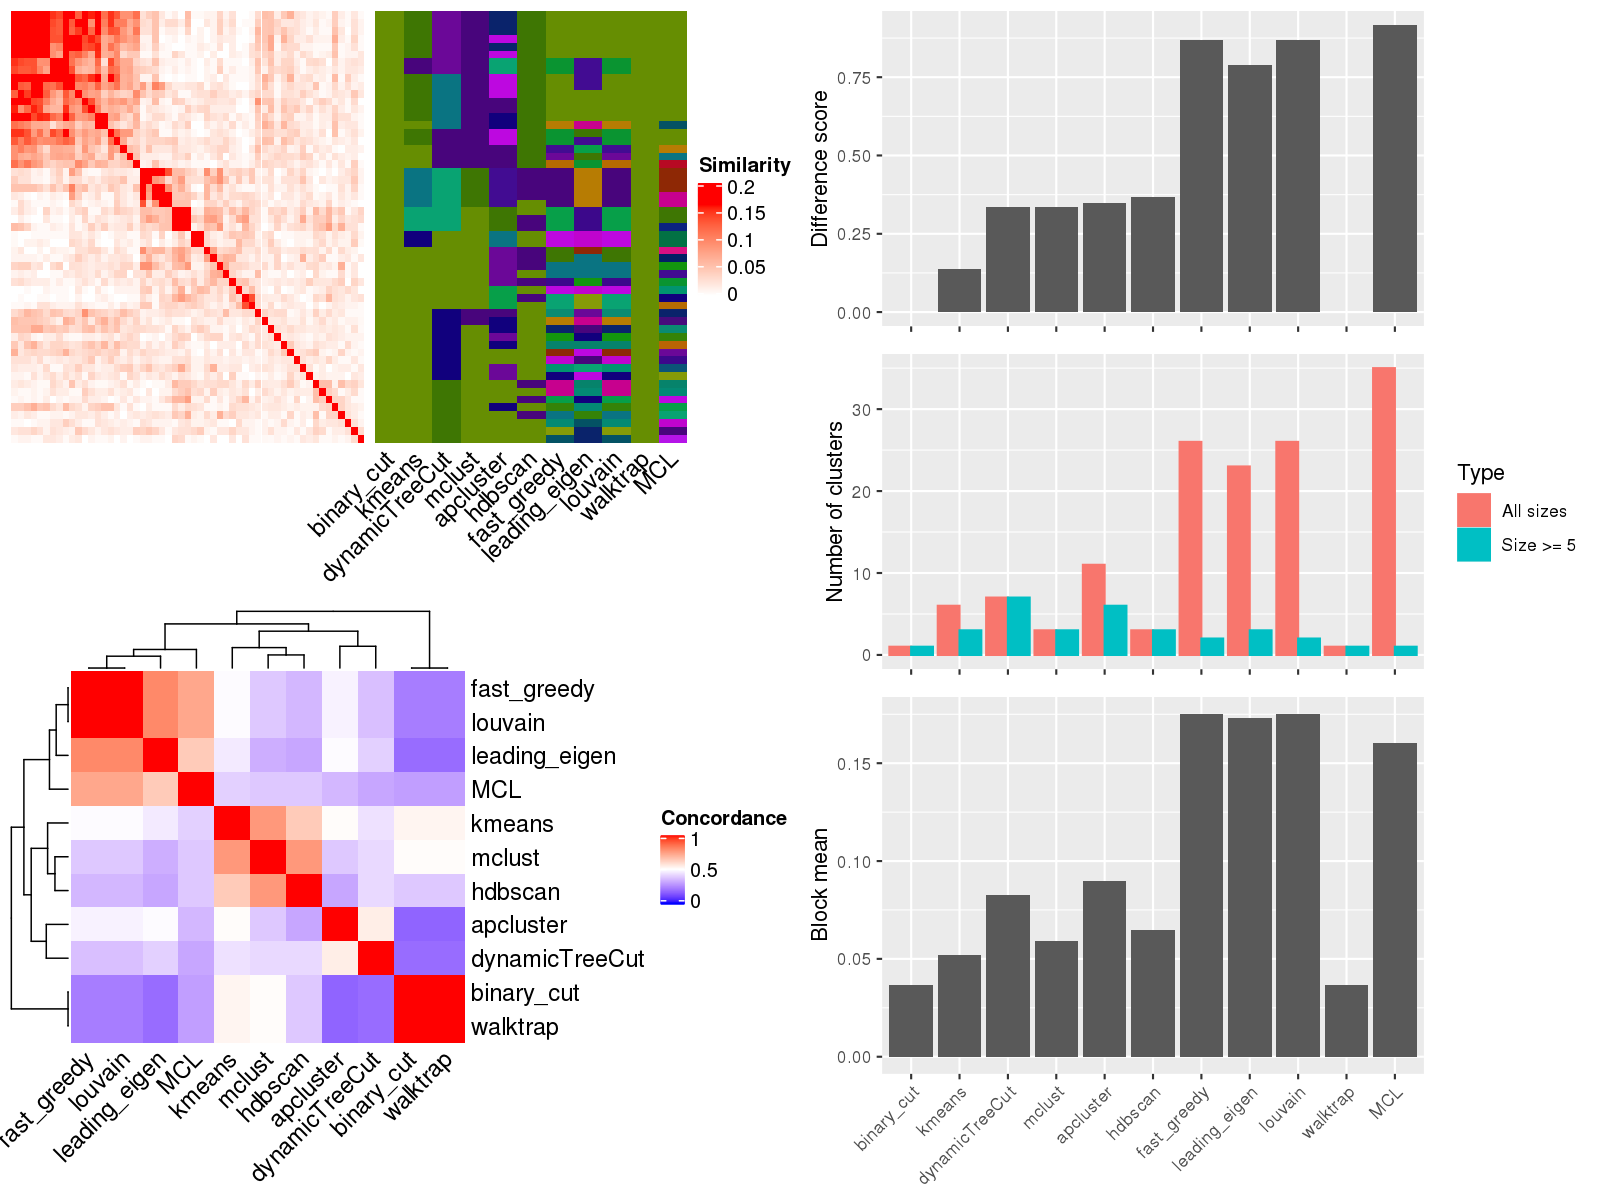 Similarity
0.2
0.15
0.1
0.05
0
binary_cut
kmeans
dynamicTreeCut
mclust
apcluster
hdbscan
fast_greedy
leading_eigen
louvain
walktrap
MCL
fast_greedy
louvain
leading_eigen
MCL
kmeans
mclust
hdbscan
apcluster
dynamicTreeCut
binary_cut
walktrap
Concordance
1
0.5
0
fast_greedy
louvain
leading_eigen
MCL
kmeans
mclust
hdbscan
apcluster
dynamicTreeCut
binary_cut
walktrap
Difference score
0.75
0.50
0.25
0.00
Number of clusters
30
20
10
0
Type
All sizes
Size >= 5
Block mean
0.15
0.10
0.05
0.00
binary_cut
kmeans
dynamicTreeCut
mclust
apcluster
hdbscan
fast_greedy
leading_eigen
louvain
walktrap
MCL